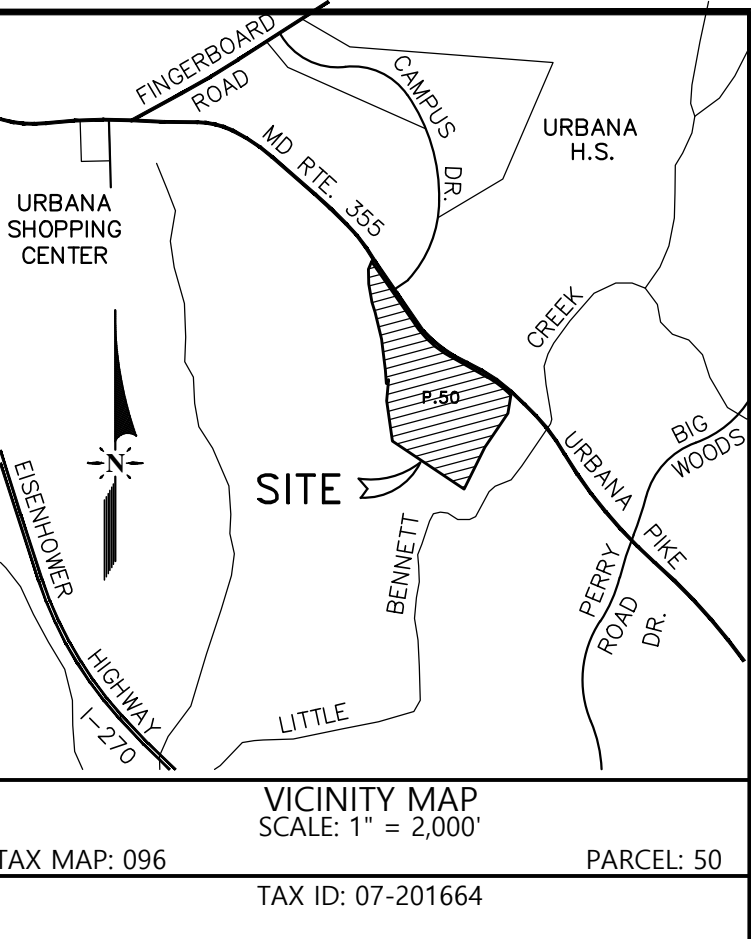 FINGERBOARD
ROAD
CAMPUS
DR.
URBANA
H.S.
MD RTE. 355
URBANA
SHOPPING
CENTER
CREEK
P.50
BIG
WOODS
N
SITE
URBANA
PIKE
EISENHOWER
BENNETT
PERRY
ROAD
DR.
HIGHWAY
I-270
LITTLE
VICINITY MAP
SCALE: 1" = 2,000'
TAX MAP: 096
PARCEL: 50
TAX ID: 07-201664